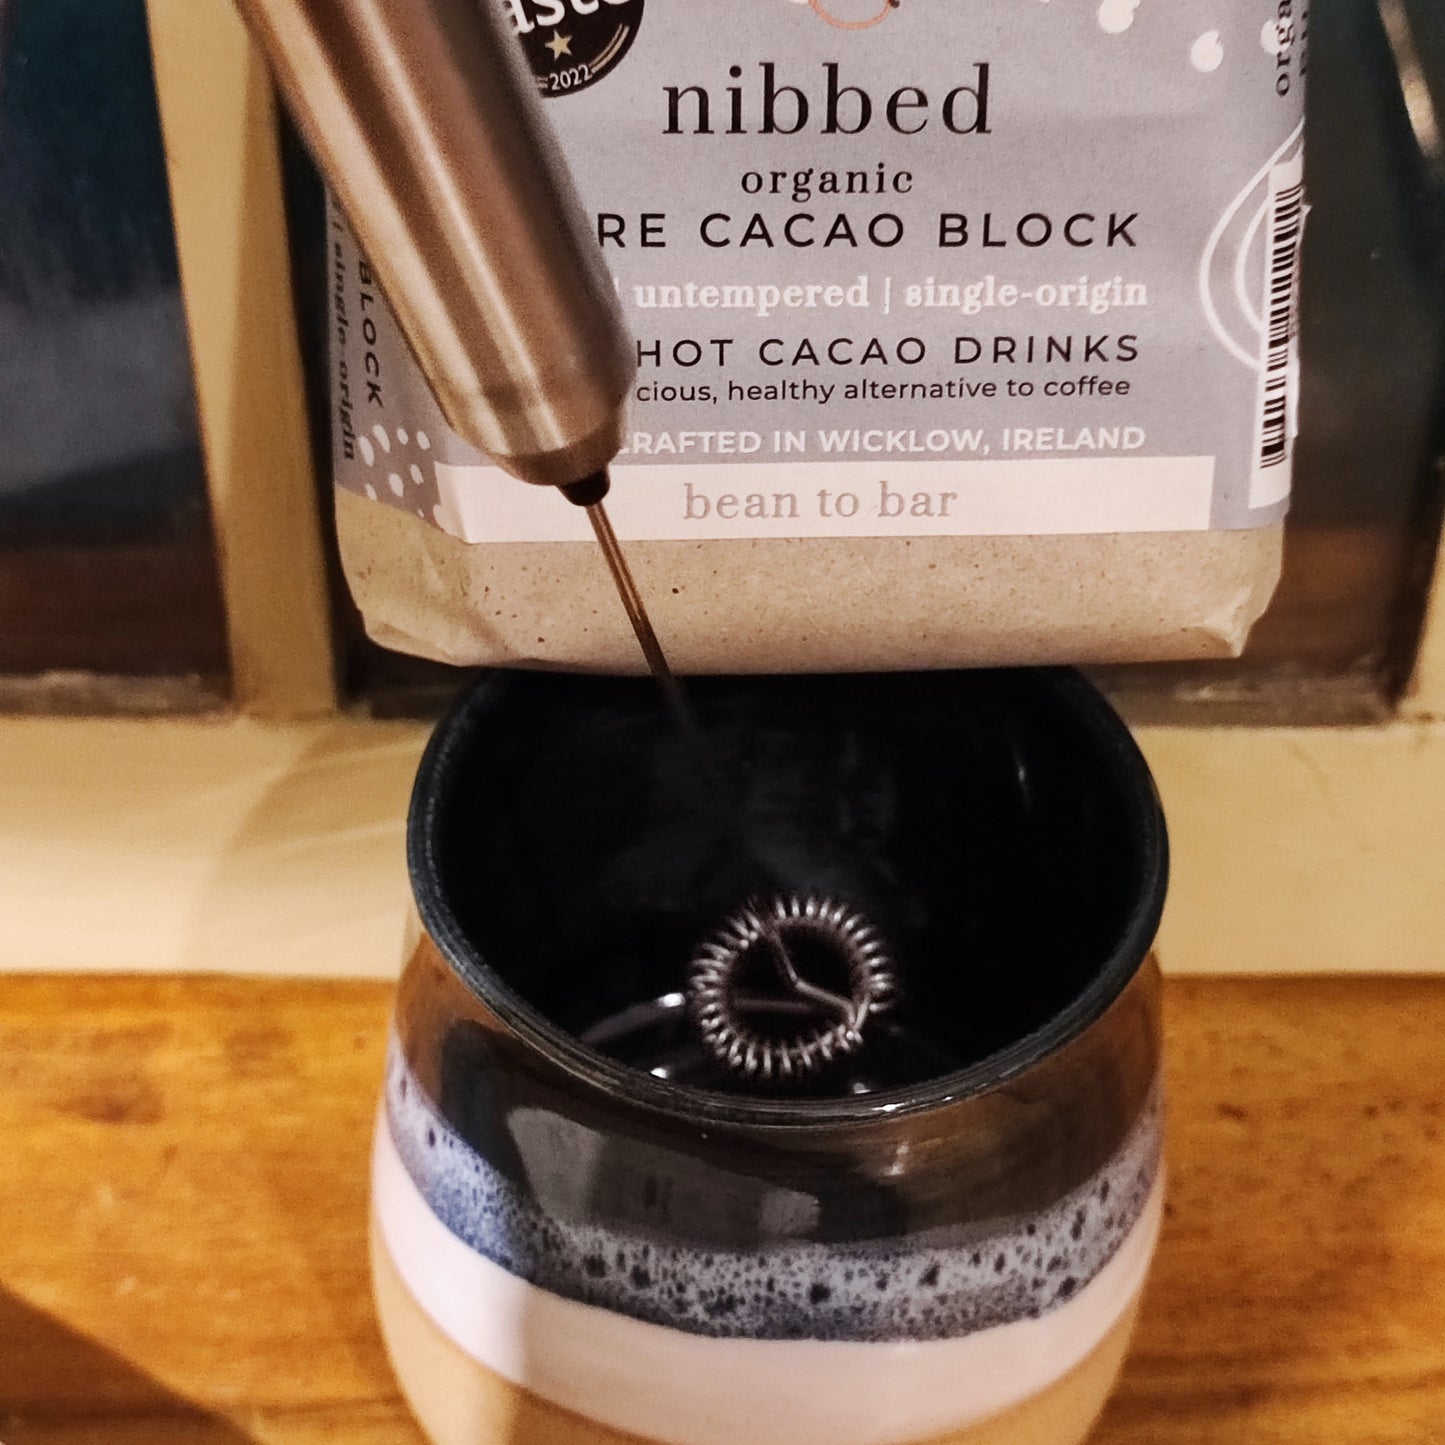 2022
nibbed
organic
RE CACAO BLOCK
untempered | single-origin
HOT CACAO DRINKS
cious, healthy alternative to coffee
RAFTED IN WICKLOW, IRELAND
bean to bar
BLOCK
single-origin